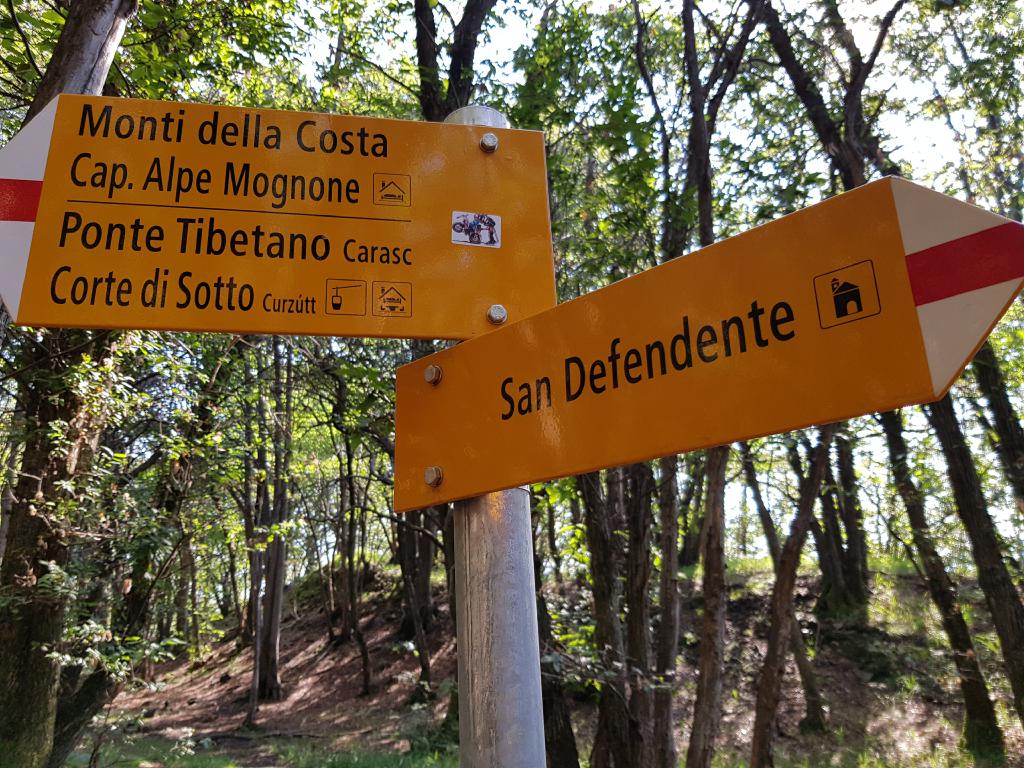 Monti della Costa
Cap. Alpe Mognone
Ponte Tibetano Carasc
Corte di Sotto Curzútt
San Defendente